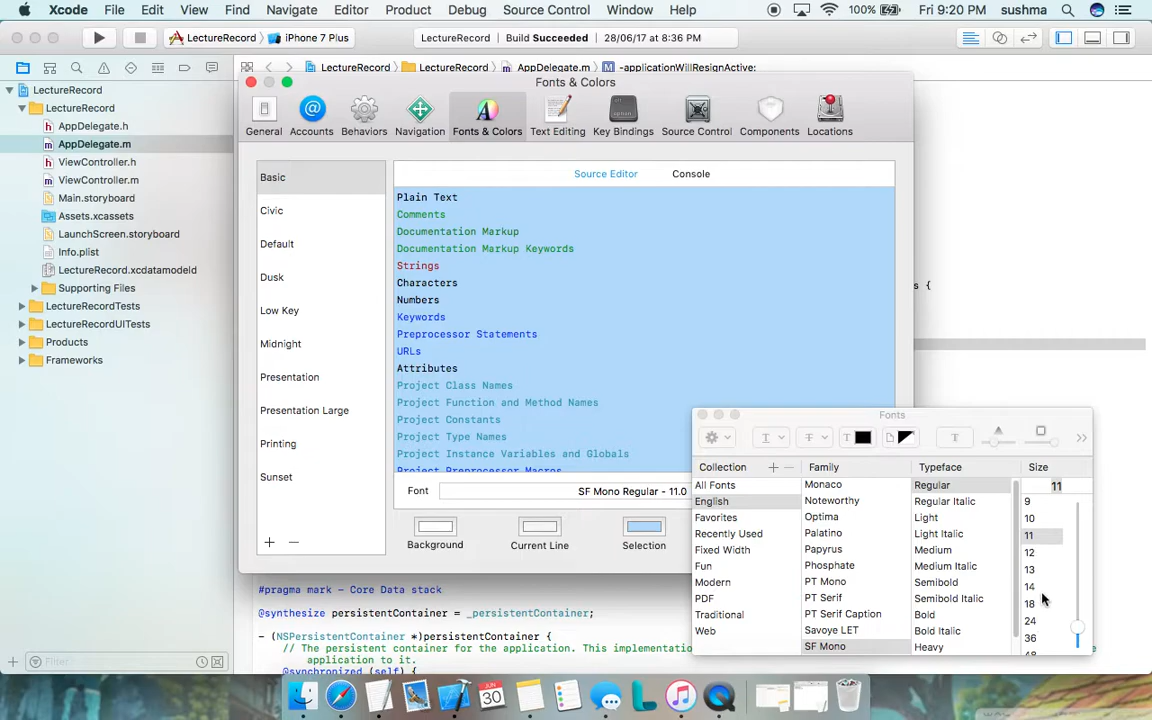 Xcode File Edit View Find Navigate Editor Product Debug Source Control Window Help 100% Fri 9:20 PM sushma
LectureRecord iPhone 7 Plus LectureRecord Build Succeeded 28/06/17 at 8:36 PM
LectureRecord LectureRecord AppDelegate.m -applicationWillResignActive:
LectureRecord
LectureRecord
AppDelegate.h
AppDelegate.m
ViewController.h
ViewController.m
Main.storyboard
Assets.xcassets
LaunchScreen.storyboard
Info.plist
LectureRecord.xcdatamodeld
Supporting Files
LectureRecordTests
LectureRecordUITests
Products
Frameworks
Filter
Fonts & Colors
General Accounts Behaviors Navigation Fonts & Colors Text Editing Key Bindings Source Control Components Locations
Basic
Civic
Default
Dusk
Low Key
Midnight
Presentation
Presentation Large
Printing
Sunset
Source Editor Console
Plain Text
Comments
Documentation Markup
Documentation Markup Keywords
Strings
Characters
Numbers
Keywords
Preprocessor Statements
URLs
Attributes
Project Class Names
Project Function and Method Names
Project Constants
Project Type Names
Project Instance Variables and Globals
Project Preprocessor Macros
Font SF Mono Regular - 11.0
Background Current Line Selection
s {
Fonts
Collection Family Typeface Size
All Fonts
English
Favorites
Recently Used
Fixed Width
Fun
Modern
PDF
Traditional
Web
Monaco
Noteworthy
Optima
Palatino
Papyrus
Phosphate
PT Mono
PT Serif
PT Serif Caption
Savoye LET
SF Mono
Regular
Regular Italic
Light
Light Italic
Medium
Medium Italic
Semibold
Semibold Italic
Bold
Bold Italic
Heavy
11
9
10
11
12
13
14
18
24
36
48
#pragma mark - Core Data stack
@synthesize persistentContainer = _persistentContainer;
- (NSPersistentContainer *)persistentContainer {
// The persistent container for the application. This implementation
application to it.
@synchronized (self) {
JUN
30